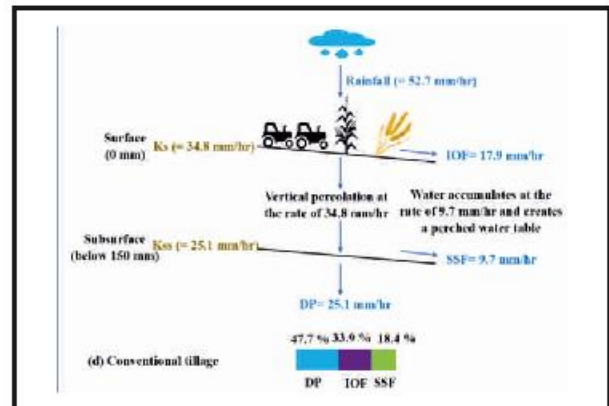 Rainfall (= 52.7 mm/hr)
Surface
(0 mm)
Ks (= 34.8 mm/hr)
IOF= 17.9 mm/hr
Vertical percolation at
the rate of 34.8 mm/hr
Water accumulates at the
rate of 9.7 mm/hr and creates
a perched water table
Subsurface
(below 150 mm)
Kss (= 25.1 mm/hr)
SSF= 9.7 mm/hr
DP= 25.1 mm/hr
47.7 % 33.9 % 18.4 %
(d) Conventional tillage
DP IOF SSF